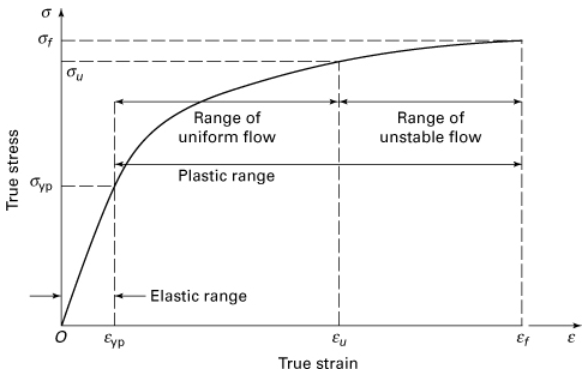 σ
σf
σu
Range of
uniform flow
Range of
unstable flow
Plastic range
σyp
True stress
Elastic range
O
εyp
εu
εf
ε
True strain